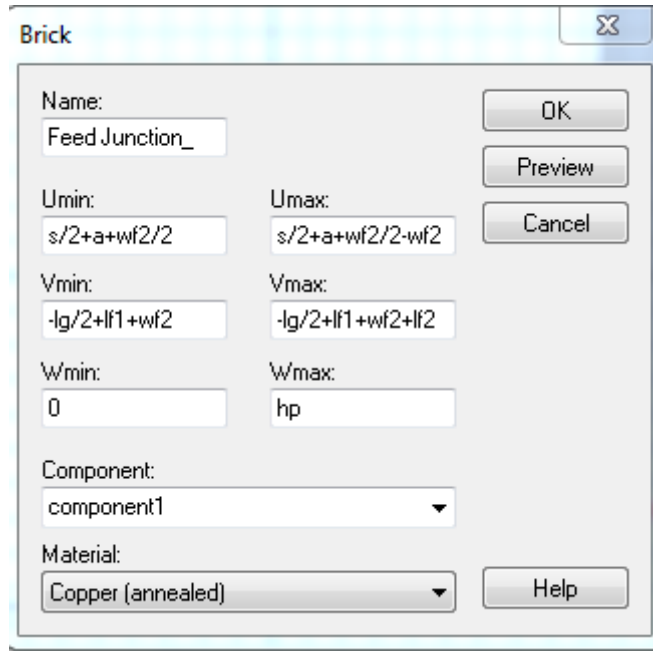 Brick
Name:
OK
Feed Junction_
Preview
Umin:
Umax:
Cancel
s/2+a+wf2/2
s/2+a+wf2/2-wf2
Vmin:
Vmax:
-lg/2+lf1+wf2
-lg/2+lf1+wf2+lf2
Wmin:
Wmax:
0
hp
Component:
component1
Material:
Copper (annealed)
Help